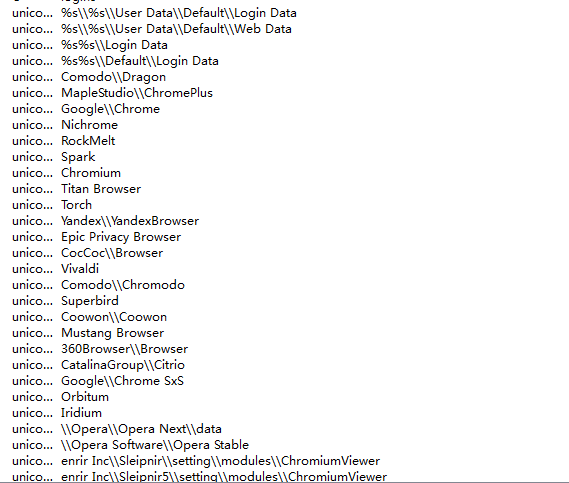 unico... %s\\%s\\User Data\\Default\\Login Data
unico... %s\\%s\\User Data\\Default\\Web Data
unico... %s%s\\Login Data
unico... %s%s\\Default\\Login Data
unico... Comodo\\Dragon
unico... MapleStudio\\ChromePlus
unico... Google\\Chrome
unico... Nichrome
unico... RockMelt
unico... Spark
unico... Chromium
unico... Titan Browser
unico... Torch
unico... Yandex\\YandexBrowser
unico... Epic Privacy Browser
unico... CocCoc\\Browser
unico... Vivaldi
unico... Comodo\\Chromodo
unico... Superbird
unico... Coowon\\Coowon
unico... Mustang Browser
unico... 360Browser\\Browser
unico... CatalinaGroup\\Citrio
unico... Google\\Chrome SxS
unico... Orbitum
unico... Iridium
unico... \\Opera\\Opera Next\\data
unico... \\Opera Software\\Opera Stable
unico... enrir Inc\\Sleipnir\\setting\\modules\\ChromiumViewer
unico... enrir Inc\\Sleipnir5\\setting\\modules\\ChromiumViewer